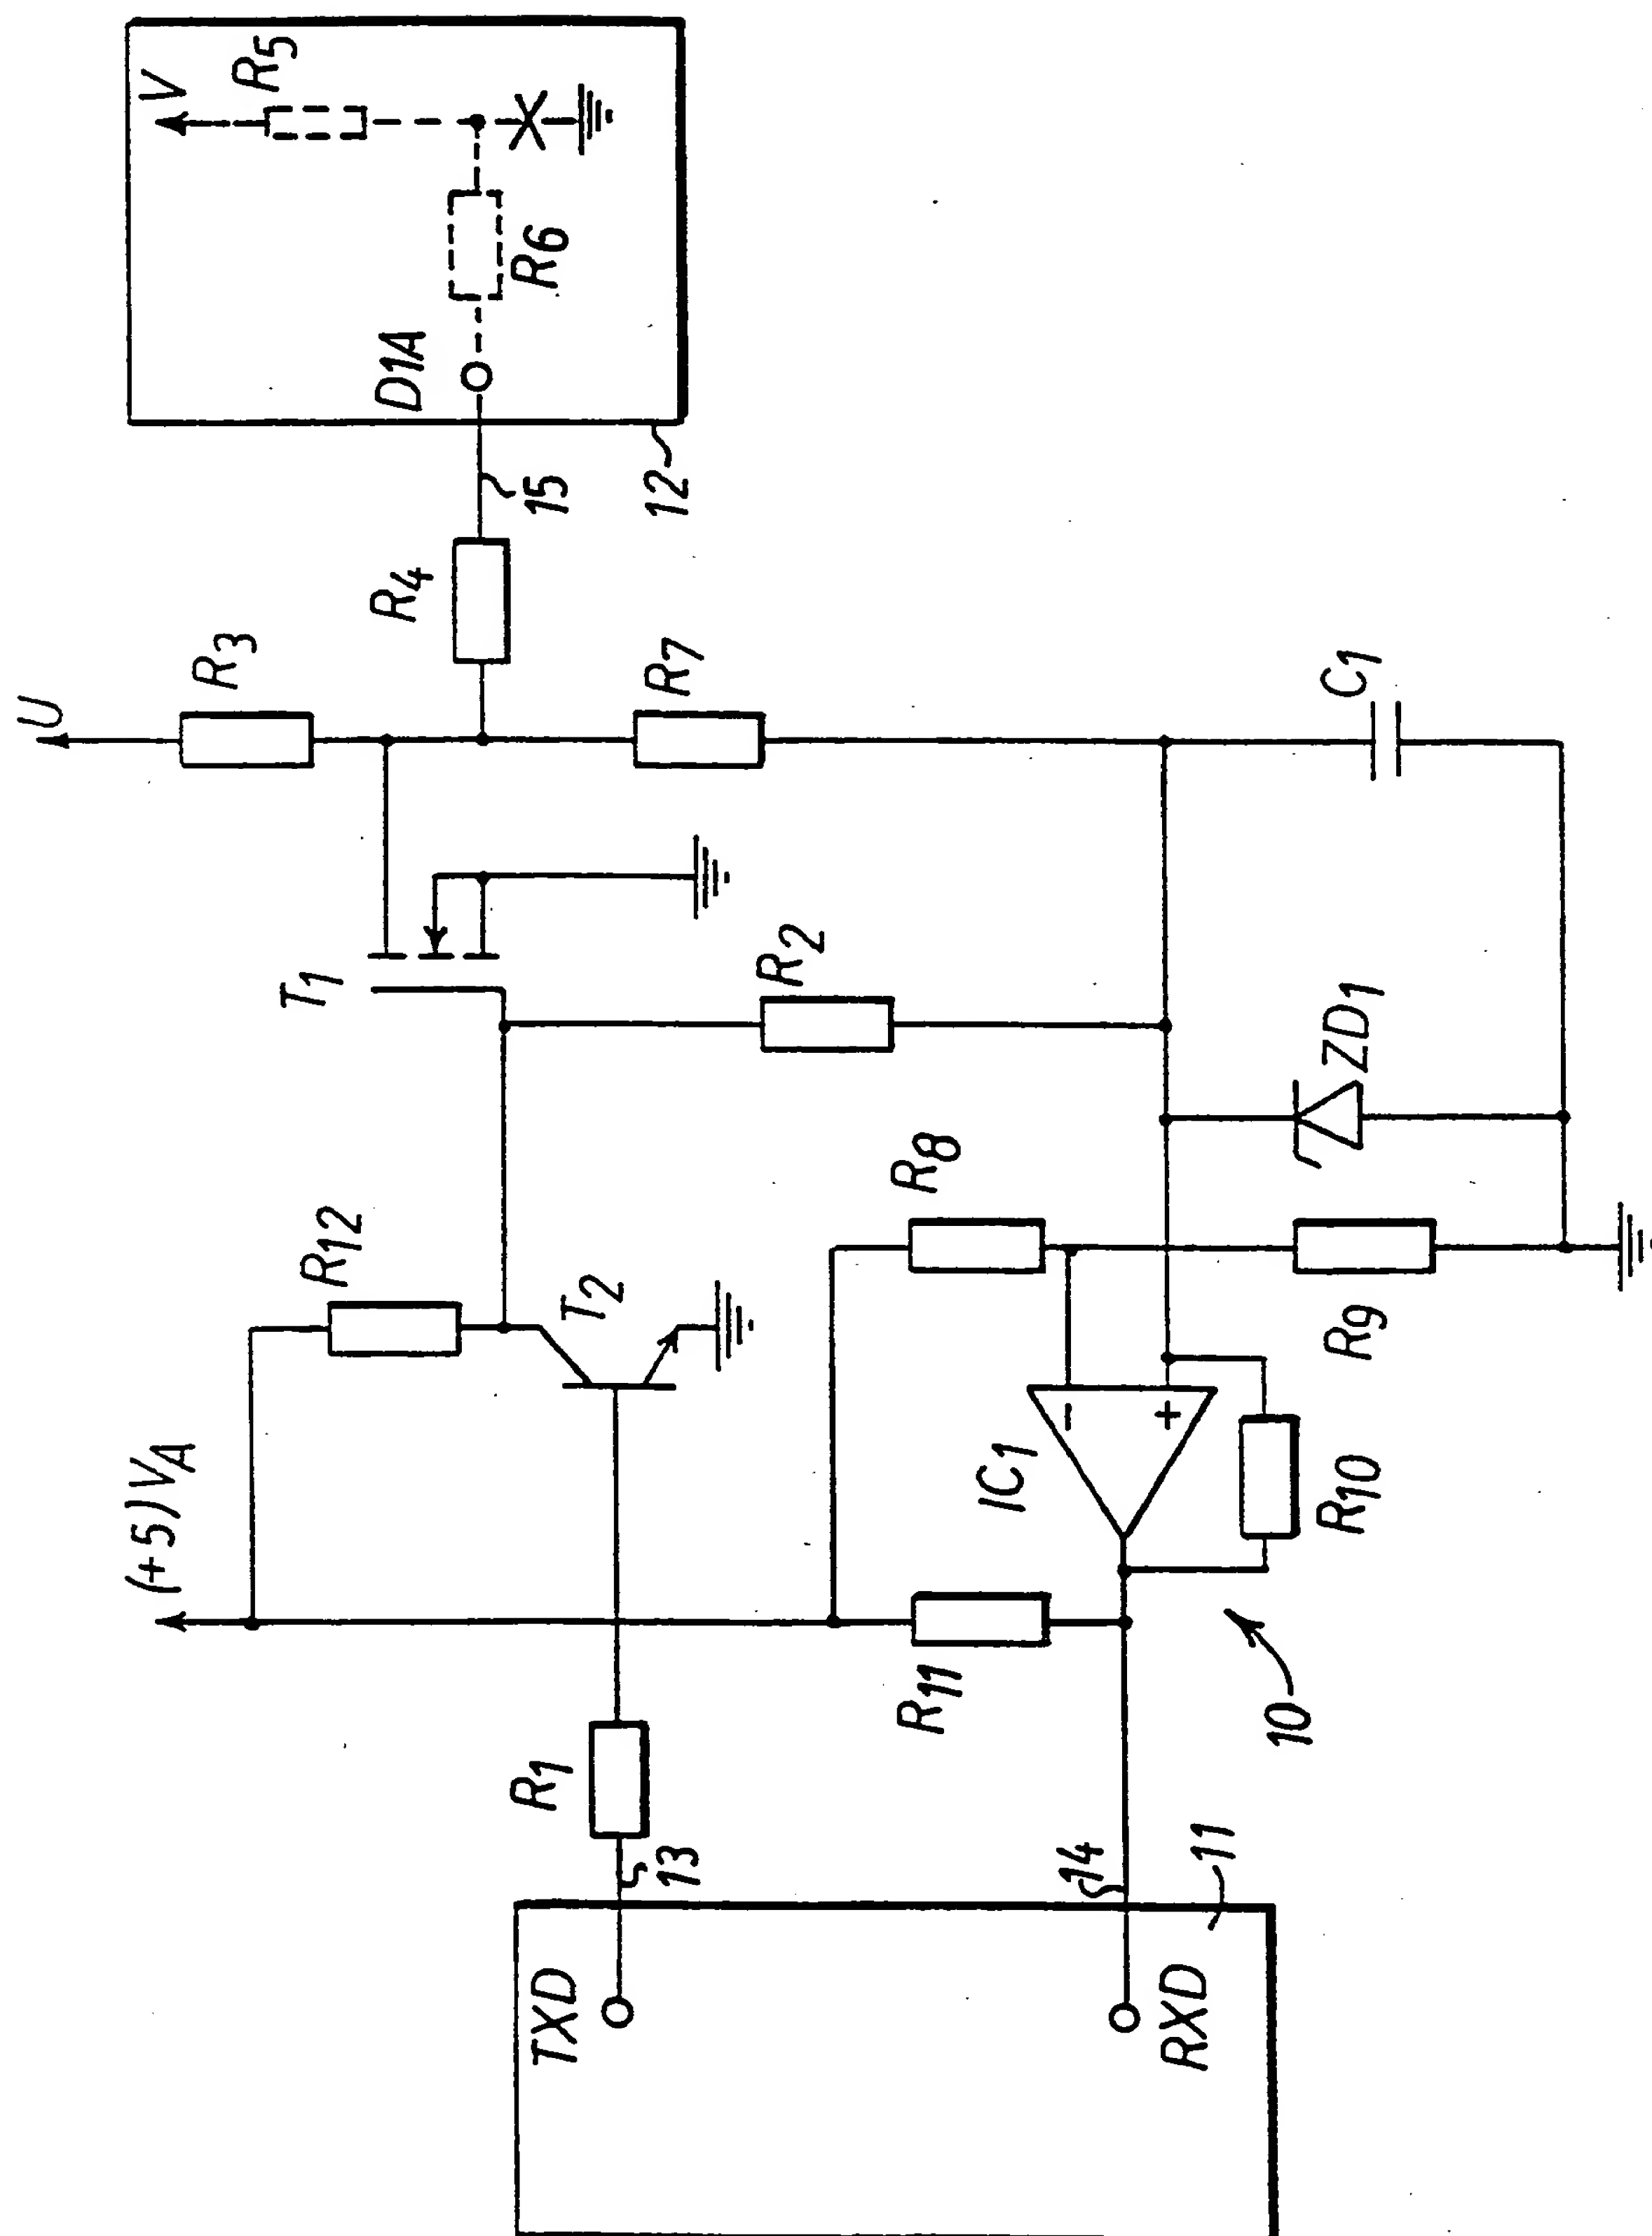 U
V
R5
R6
D1A
12
15
R4
R3
R7
C1
T1
R2
ZD1
R8
R9
R12
T2
(+5)VA
IC1
-
+
R10
R11
10
R1
13
14
11
TXD
RXD